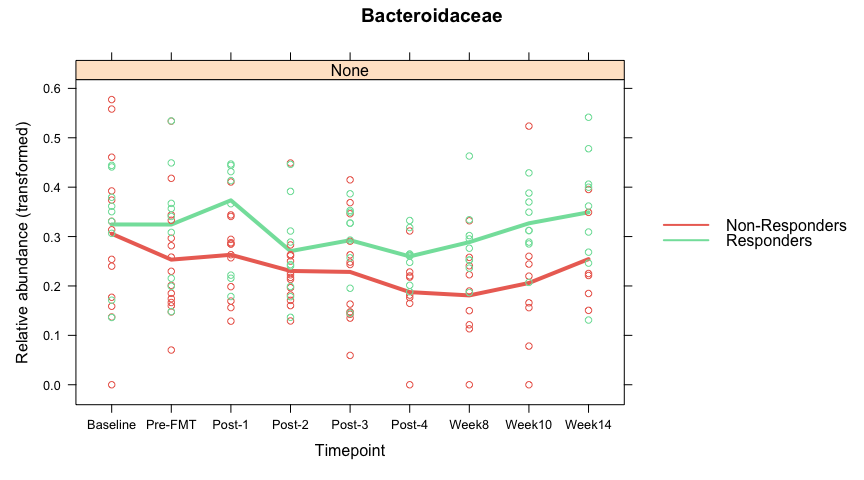 Bacteroidaceae
None
Relative abundance (transformed)
0.6
0.5
0.4
0.3
0.2
0.1
0.0
Baseline Pre-FMT Post-1 Post-2 Post-3 Post-4 Week8 Week10 Week14
Timepoint
Non-Responders
Responders